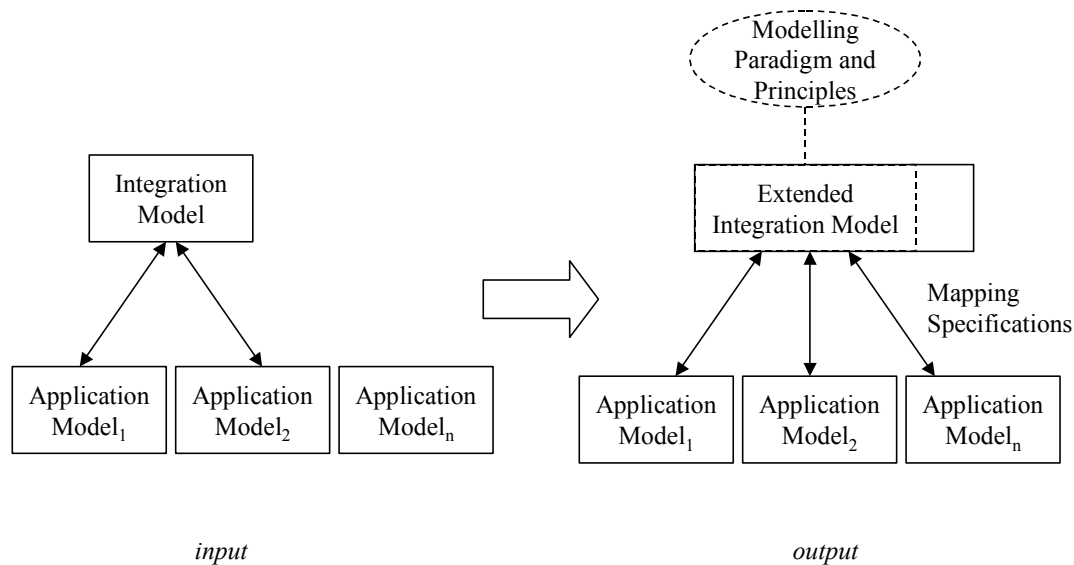 Modelling
Paradigm and
Principles
Integration
Model
Extended
Integration Model
Mapping
Specifications
Application
Model₁
Application
Model₂
Application
Modelₙ
Application
Model₁
Application
Model₂
Application
Modelₙ
input
output